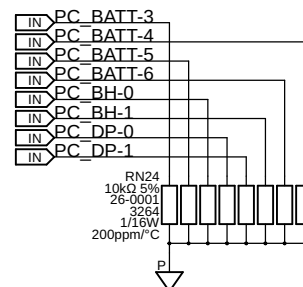 IN PC_BATT-3
IN PC_BATT-4
IN PC_BATT-5
IN PC_BATT-6
IN PC_BH-0
IN PC_BH-1
IN PC_DP-0
IN PC_DP-1
RN24
10kΩ 5%
26-0001
3264
1/16W
200ppm/°C
P